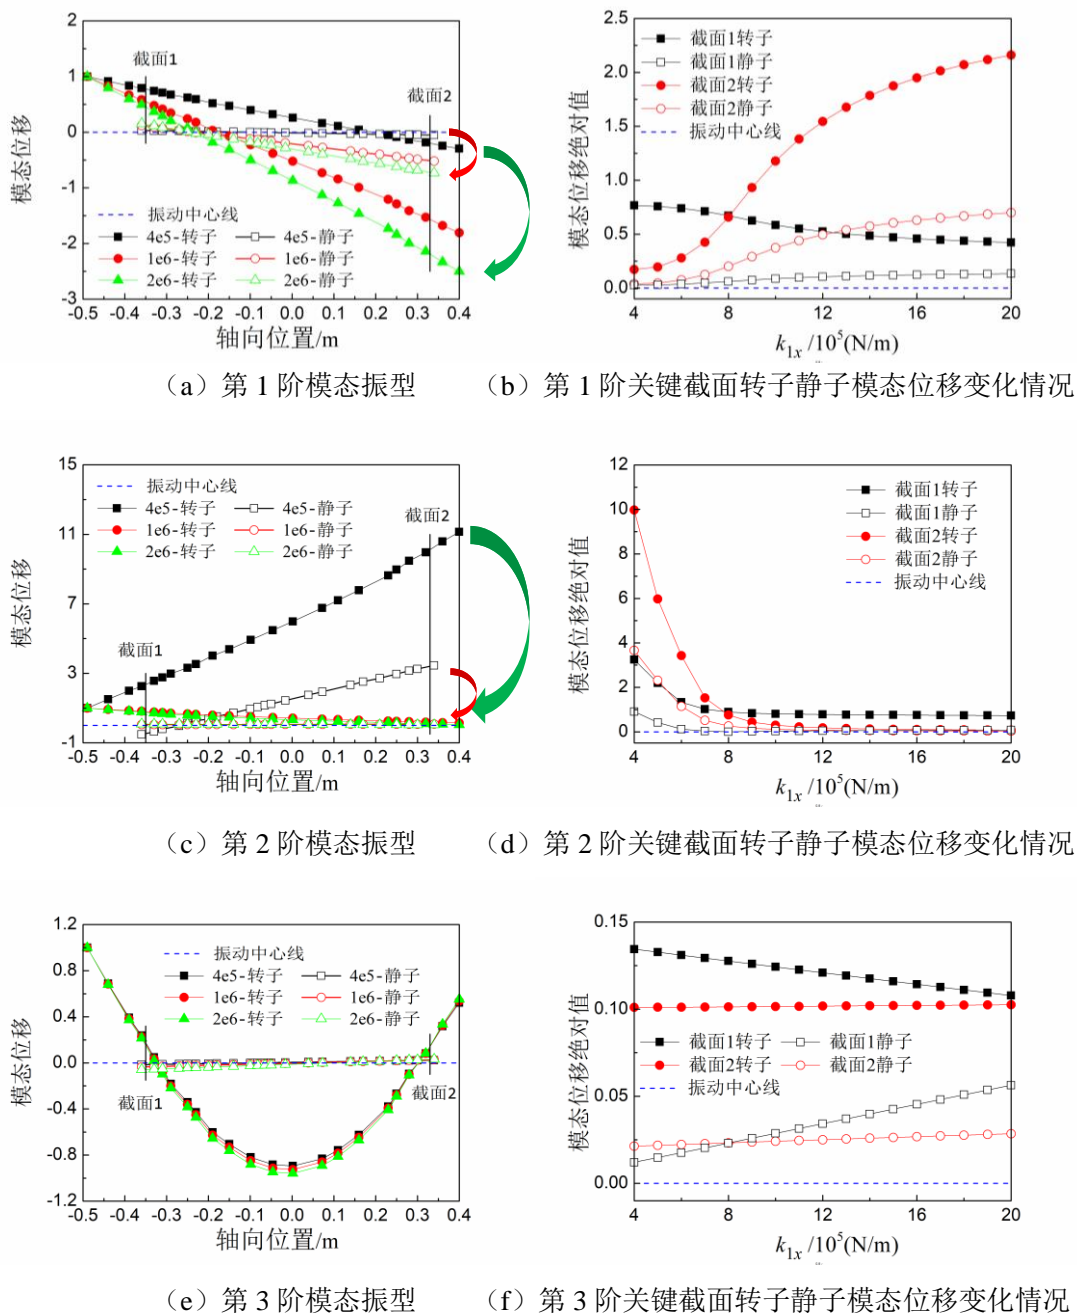 2
1
0
-1
-2
-3
模态位移
截面1
截面2
振动中心线
4e5-转子 4e5-静子
1e6-转子 1e6-静子
2e6-转子 2e6-静子
-0.5 -0.4 -0.3 -0.2 -0.1 0.0 0.1 0.2 0.3 0.4
轴向位置/m
(a)第 1 阶模态振型
2.5
2.0
1.5
1.0
0.5
0.0
模态位移绝对值
截面1转子
截面1静子
截面2转子
截面2静子
振动中心线
4 8 12 16 20
k1x /10⁵(N/m)
(b)第 1 阶关键截面转子静子模态位移变化情况
15
11
7
3
-1
模态位移
振动中心线
4e5-转子 4e5-静子
1e6-转子 1e6-静子
2e6-转子 2e6-静子
截面2
截面1
-0.5 -0.4 -0.3 -0.2 -0.1 0.0 0.1 0.2 0.3 0.4
轴向位置/m
(c)第 2 阶模态振型
12
10
8
6
4
2
0
模态位移绝对值
截面1转子
截面1静子
截面2转子
截面2静子
振动中心线
4 8 12 16 20
k1x /10⁵(N/m)
(d)第 2 阶关键截面转子静子模态位移变化情况
1.2
0.8
0.4
0.0
-0.4
-0.8
-1.2
模态位移
振动中心线
4e5-转子 4e5-静子
1e6-转子 1e6-静子
2e6-转子 2e6-静子
截面1
截面2
-0.5 -0.4 -0.3 -0.2 -0.1 0.0 0.1 0.2 0.3 0.4
轴向位置/m
(e)第 3 阶模态振型
0.15
0.10
0.05
0.00
模态位移绝对值
截面1转子 截面1静子
截面2转子 截面2静子
振动中心线
4 8 12 16 20
k1x /10⁵(N/m)
(f)第 3 阶关键截面转子静子模态位移变化情况